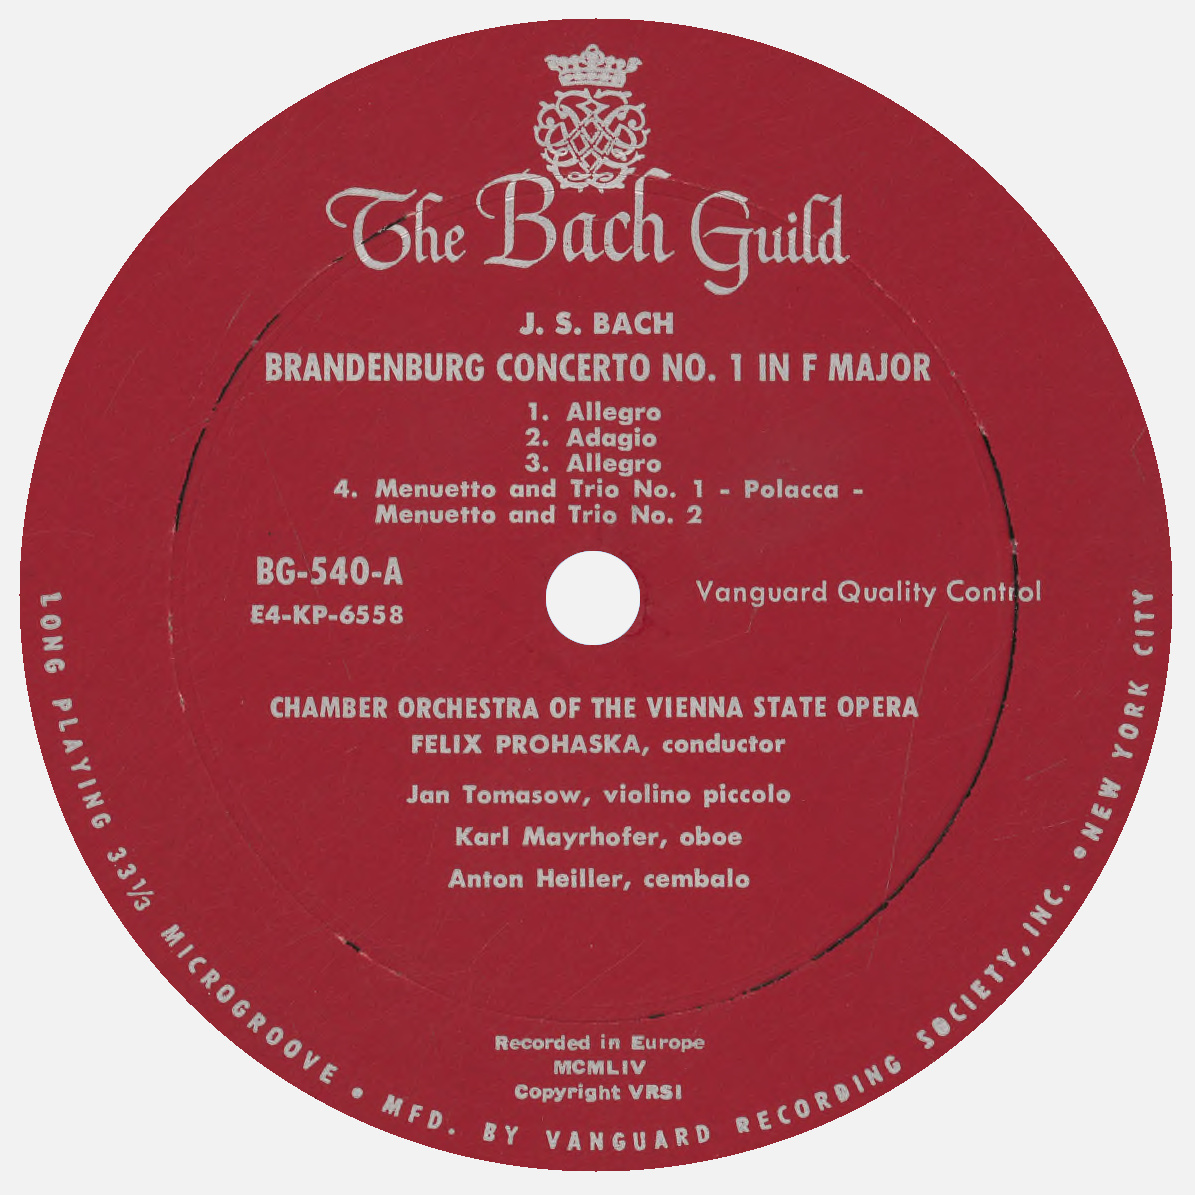 The Bach Guild
J. S. BACH
BRANDENBURG CONCERTO NO. 1 IN F MAJOR
1. Allegro
2. Adagio
3. Allegro
4. Menuetto and Trio No. 1 - Polacca -
Menuetto and Trio No. 2
BG-540-A
E4-KP-6558
Vanguard Quality Control
CHAMBER ORCHESTRA OF THE VIENNA STATE OPERA
FELIX PROHASKA, conductor
Jan Tomasow, violino piccolo
Karl Mayrhofer, oboe
Anton Heiller, cembalo
Recorded in Europe
MCMLIV
Copyright VRSI
LONG PLAYING 33 1/3 MICROGROOVE • MFD. BY VANGUARD RECORDING SOCIETY, INC. • NEW YORK CITY